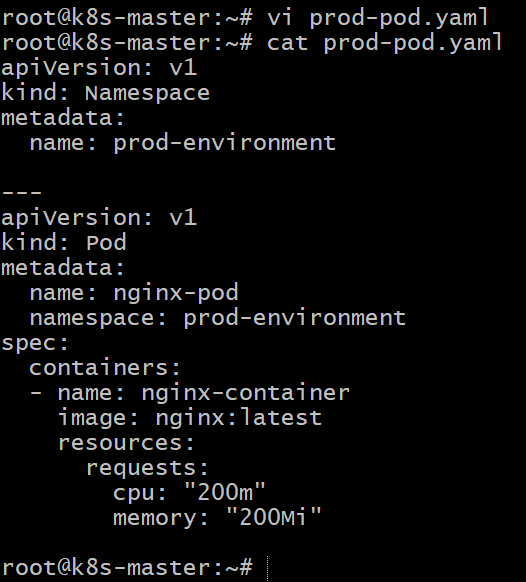 root@k8s-master:~# vi prod-pod.yaml
root@k8s-master:~# cat prod-pod.yaml
apiVersion: v1
kind: Namespace
metadata:
  name: prod-environment

---
apiVersion: v1
kind: Pod
metadata:
  name: nginx-pod
  namespace: prod-environment
spec:
  containers:
  - name: nginx-container
    image: nginx:latest
    resources:
      requests:
        cpu: "200m"
        memory: "200Mi"

root@k8s-master:~#